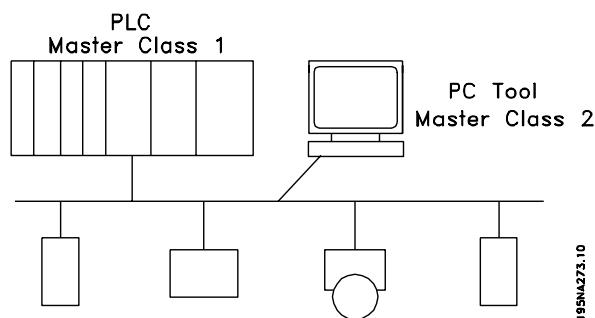 PLC
Master Class 1
PC Tool
Master Class 2
195NA273.10